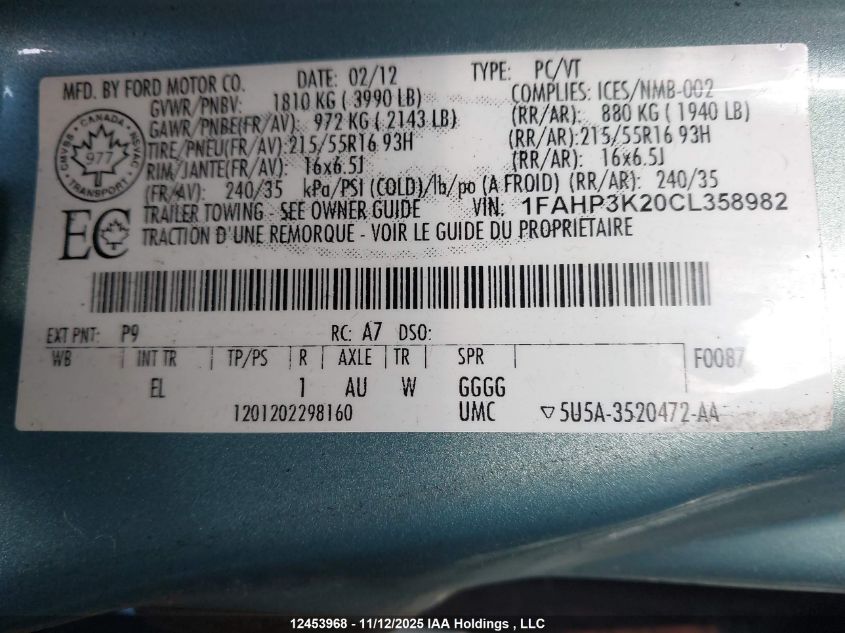 MFD. BY FORD MOTOR CO. DATE: 02/12 TYPE: PC/VT
GVWR/PNBV: 1810 KG ( 3990 LB) COMPLIES: ICES/NMB-002
GAWR/PNBE(FR/AV): 972 KG ( 2143 LB) (RR/AR): 880 KG ( 1940 LB)
TIRE/PNEU(FR/AV): 215/55R16 93H (RR/AR): 215/55R16 93H
RIM/JANTE(FR/AV): 16x6.5J (RR/AR): 16x6.5J
(FR/AV): 240/35 kPa/PSI (COLD)/lb/po (A FROID) (RR/AR): 240/35
TRAILER TOWING - SEE OWNER GUIDE VIN: 1FAHP3K20CL358982
TRACTION D'UNE REMORQUE - VOIR LE GUIDE DU PROPRIÉTAIRE
CANADA
CMVSS NSVAC
977
TRANSPORT
EC
EXT PNT: P9 RC: A7 DSO:
WB INT TR TP/PS R AXLE TR SPR F0087
EL 1 AU W GGGG
1201202298160 UMC ▽5U5A-3520472-AA
12453968 - 11/12/2025 IAA Holdings , LLC